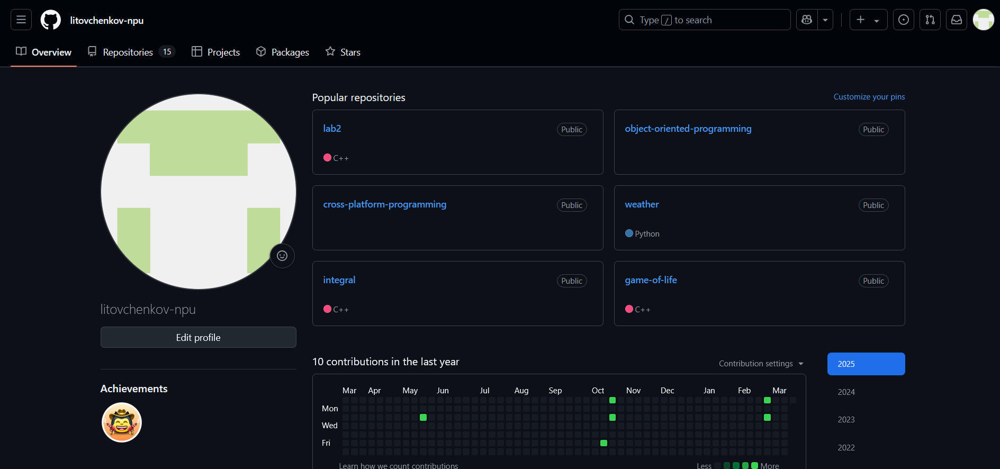 litovchenkov-npu
Type / to search
Overview
Repositories 15
Projects
Packages
Stars
Popular repositories
Customize your pins
lab2
Public
C++
object-oriented-programming
Public
cross-platform-programming
Public
weather
Public
Python
integral
Public
C++
game-of-life
Public
C++
litovchenkov-npu
Edit profile
Achievements
10 contributions in the last year
Contribution settings
2025
2024
2023
2022
Mar Apr May Jun Jul Aug Sep Oct Nov Dec Jan Feb Mar
Mon
Wed
Fri
Learn how we count contributions
Less
More